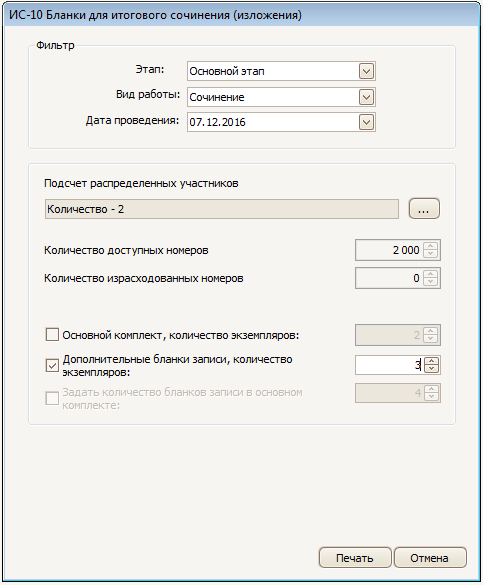 ИС-10 Бланки для итогового сочинения (изложения)
Фильтр
Этап: Основной этап
Вид работы: Сочинение
Дата проведения: 07.12.2016
Подсчет распределенных участников
Количество - 2 ...
Количество доступных номеров 2 000
Количество израсходованных номеров 0
Основной комплект, количество экземпляров: 2
Дополнительные бланки записи, количество 3
экземпляров:
Задать количество бланков записи в основном 4
комплекте:
Печать Отмена